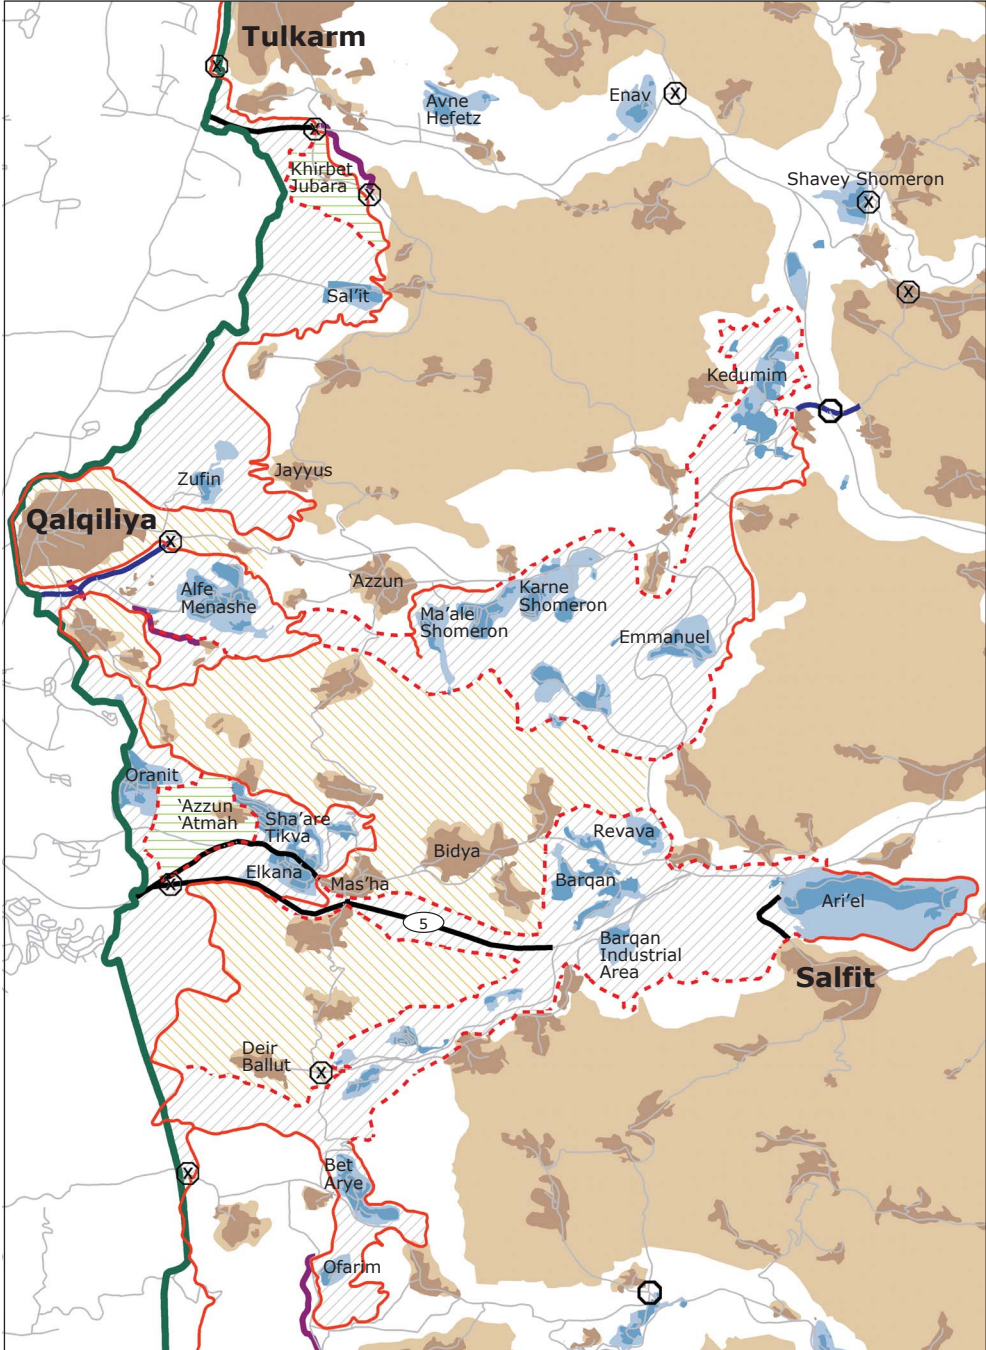 Tulkarm
X
Avne
Hefetz
Enav
X
X
Khirbet
Jubara
X
Shavey Shomeron
X
Sal'it
X
Kedumim
Zufin
Jayyus
Qalqiliya
X
Alfe
Menashe
'Azzun
Karne
Shomeron
Ma'ale
Shomeron
Emmanuel
Oranit
'Azzun
'Atmah
Sha'are
Tikva
Revava
Bidya
Elkana
Mas'ha
Barqan
X
Ari'el
5
Barqan
Industrial
Area
Salfit
Deir
Ballut
X
Bet
Arye
X
Ofarim